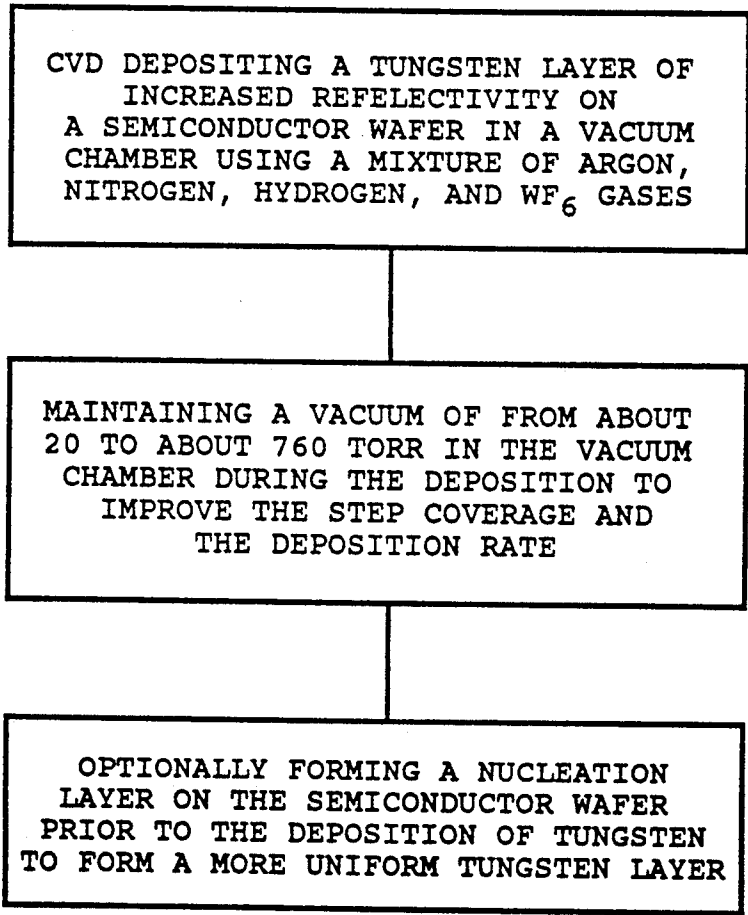 CVD DEPOSITING A TUNGSTEN LAYER OF
INCREASED REFELECTIVITY ON
A SEMICONDUCTOR WAFER IN A VACUUM
CHAMBER USING A MIXTURE OF ARGON,
NITROGEN, HYDROGEN, AND WF6 GASES
MAINTAINING A VACUUM OF FROM ABOUT
20 TO ABOUT 760 TORR IN THE VACUUM
CHAMBER DURING THE DEPOSITION TO
IMPROVE THE STEP COVERAGE AND
THE DEPOSITION RATE
OPTIONALLY FORMING A NUCLEATION
LAYER ON THE SEMICONDUCTOR WAFER
PRIOR TO THE DEPOSITION OF TUNGSTEN
TO FORM A MORE UNIFORM TUNGSTEN LAYER